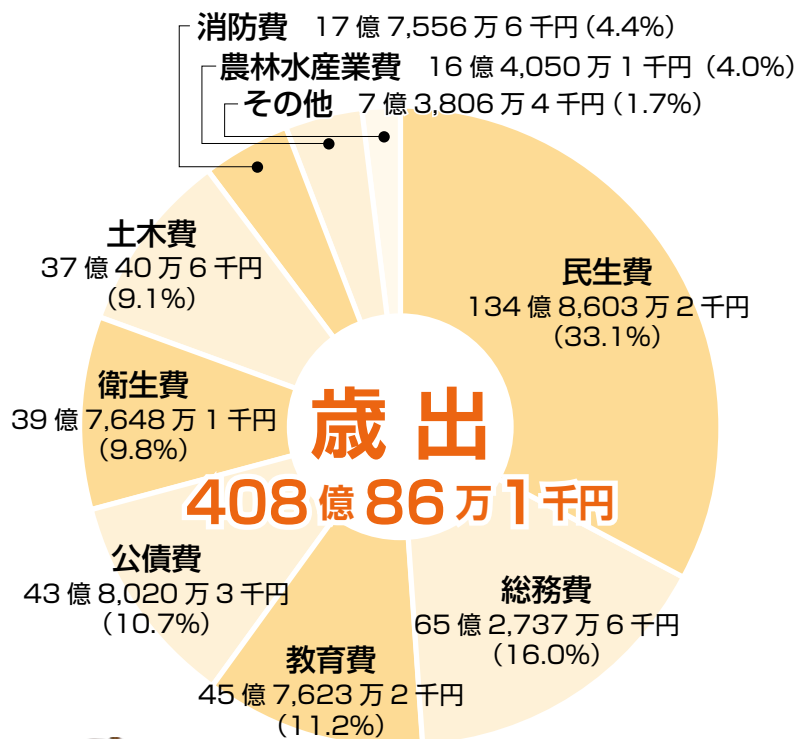 消防費 17億7,556万6千円(4.4%)
農林水産業費 16億4,050万1千円(4.0%)
その他 7億3,806万4千円(1.7%)
民生費
134億8,603万2千円
(33.1%)
総務費
65億2,737万6千円
(16.0%)
教育費
45億7,623万2千円
(11.2%)
公債費
43億8,020万3千円
(10.7%)
衛生費
39億7,648万1千円
(9.8%)
土木費
37億40万6千円
(9.1%)
歳出
408億86万1千円